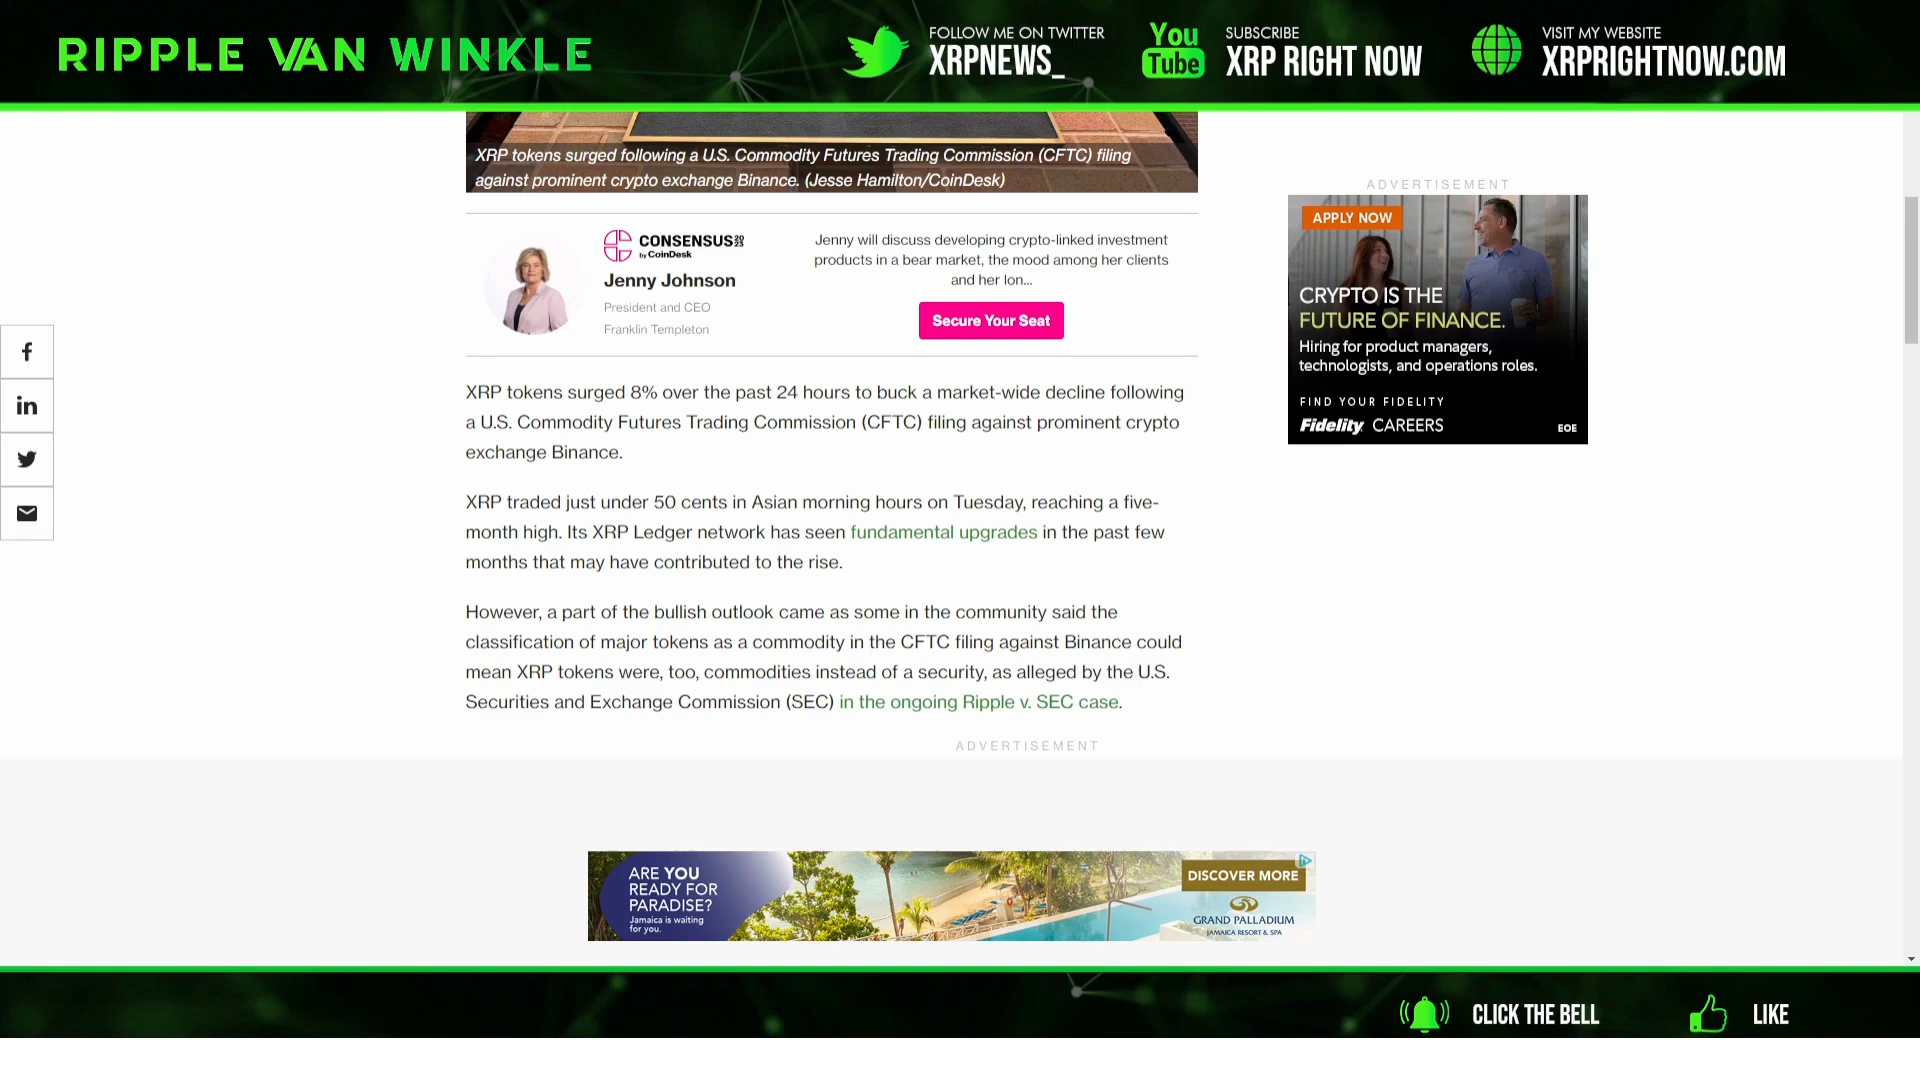 RIPPLE VAN WINKLE
FOLLOW ME ON TWITTER
XRPNEWS_
You
Tube
SUBSCRIBE
XRP RIGHT NOW
VISIT MY WEBSITE
XRPRIGHTNOW.COM
XRP tokens surged following a U.S. Commodity Futures Trading Commission (CFTC) filing
against prominent crypto exchange Binance. (Jesse Hamilton/CoinDesk)
CONSENSUS 2023
by CoinDesk
Jenny Johnson
President and CEO
Franklin Templeton
Jenny will discuss developing crypto-linked investment
products in a bear market, the mood among her clients
and her lon...
Secure Your Seat
XRP tokens surged 8% over the past 24 hours to buck a market-wide decline following
a U.S. Commodity Futures Trading Commission (CFTC) filing against prominent crypto
exchange Binance.
XRP traded just under 50 cents in Asian morning hours on Tuesday, reaching a five-
month high. Its XRP Ledger network has seen fundamental upgrades in the past few
months that may have contributed to the rise.
However, a part of the bullish outlook came as some in the community said the
classification of major tokens as a commodity in the CFTC filing against Binance could
mean XRP tokens were, too, commodities instead of a security, as alleged by the U.S.
Securities and Exchange Commission (SEC) in the ongoing Ripple v. SEC case.
ADVERTISEMENT
APPLY NOW
CRYPTO IS THE
FUTURE OF FINANCE.
Hiring for product managers,
technologists, and operations roles.
FIND YOUR FIDELITY
Fidelity CAREERS
EOE
ADVERTISEMENT
ARE YOU
READY FOR
PARADISE?
Jamaica is waiting
for you.
DISCOVER MORE
GRAND PALLADIUM
JAMAICA RESORT & SPA
CLICK THE BELL
LIKE